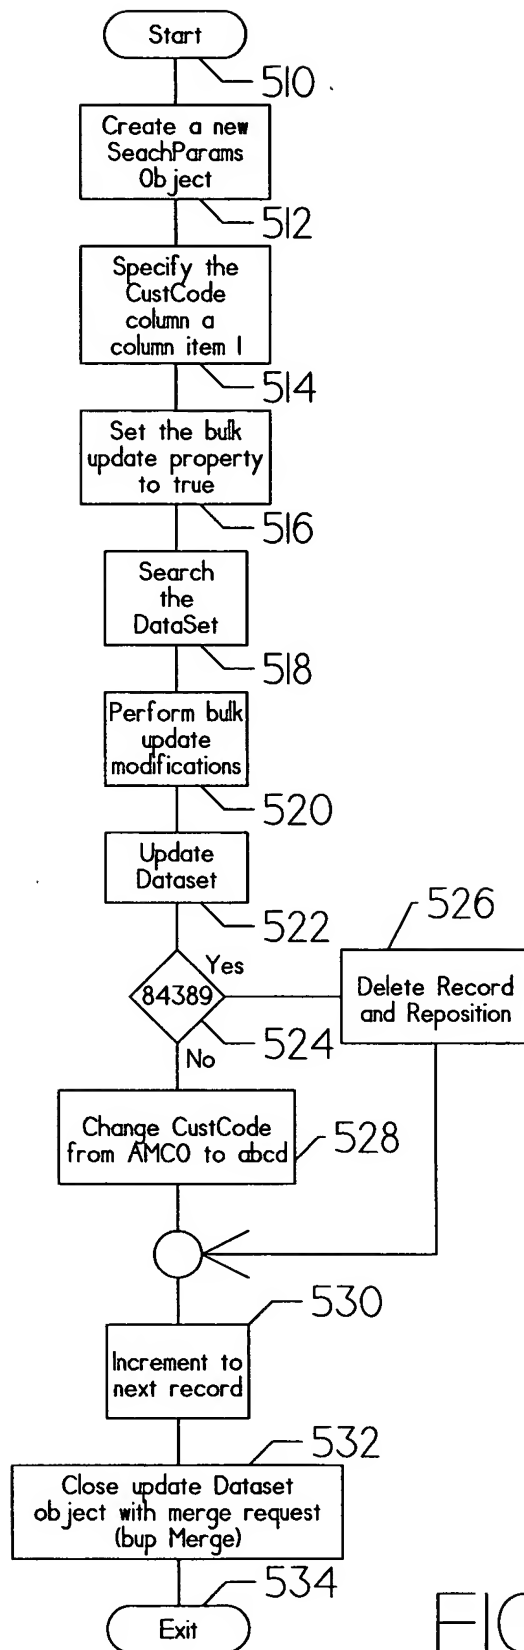 Start
510
Create a new
SeachParams
Object
512
Specify the
CustCode
column a
column item 1
514
Set the bulk
update property
to true
516
Search
the
DataSet
518
Perform bulk
update
modifications
520
Update
Dataset
522
526
Yes
84389
Delete Record
and Reposition
524
No
Change CustCode
from AMCO to abcd
528
530
Increment to
next record
532
Close update Dataset
object with merge request
(bup Merge)
534
Exit
FIG